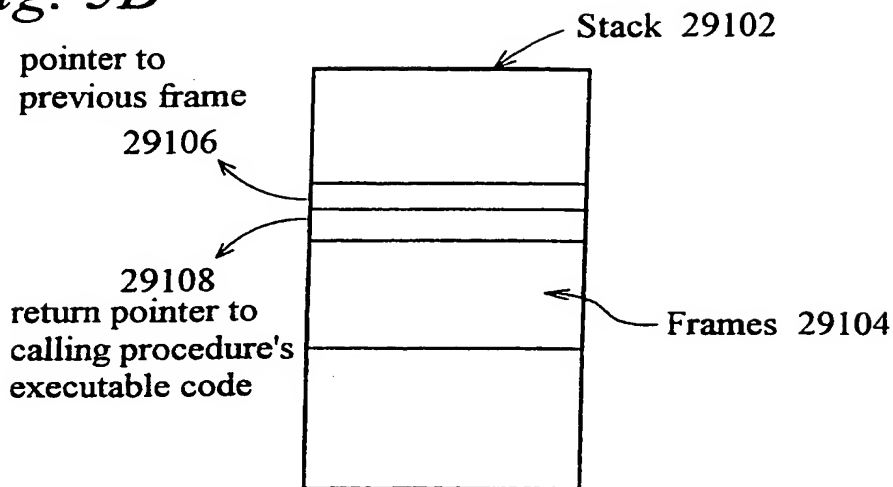 Stack 29102
pointer to
previous frame
29106
29108
return pointer to
calling procedure's
executable code
Frames 29104